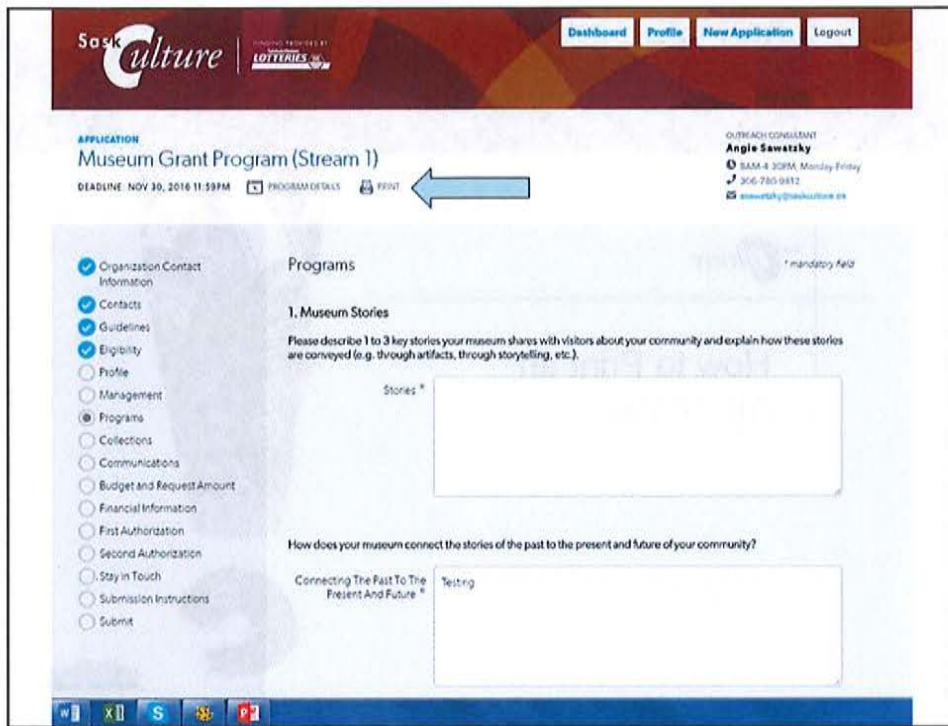 Sask Culture
FUNDING PROVIDED BY
LOTTERIES
Dashboard
Profile
New Application
Logout
APPLICATION
Museum Grant Program (Stream 1)
DEADLINE: NOV 30, 2016 11:59PM
PROGRAM DETAILS
PRINT
OUTREACH CONSULTANT
Angie Sawatzky
8AM-4:30PM, Monday-Friday
Organization Contact
Information
Contacts
Guidelines
Eligibility
Profile
Management
Programs
Collections
Communications
Budget and Request Amount
Financial Information
First Authorization
Second Authorization
Stay in Touch
Submission Instructions
Submit
Programs
* mandatory field
1. Museum Stories
Please describe 1 to 3 key stories your museum shares with visitors about your community and explain how these stories
are conveyed (e.g. through artifacts, through storytelling, etc.).
Stories *
How does your museum connect the stories of the past to the present and future of your community?
Connecting The Past To The
Present And Future *
Testing